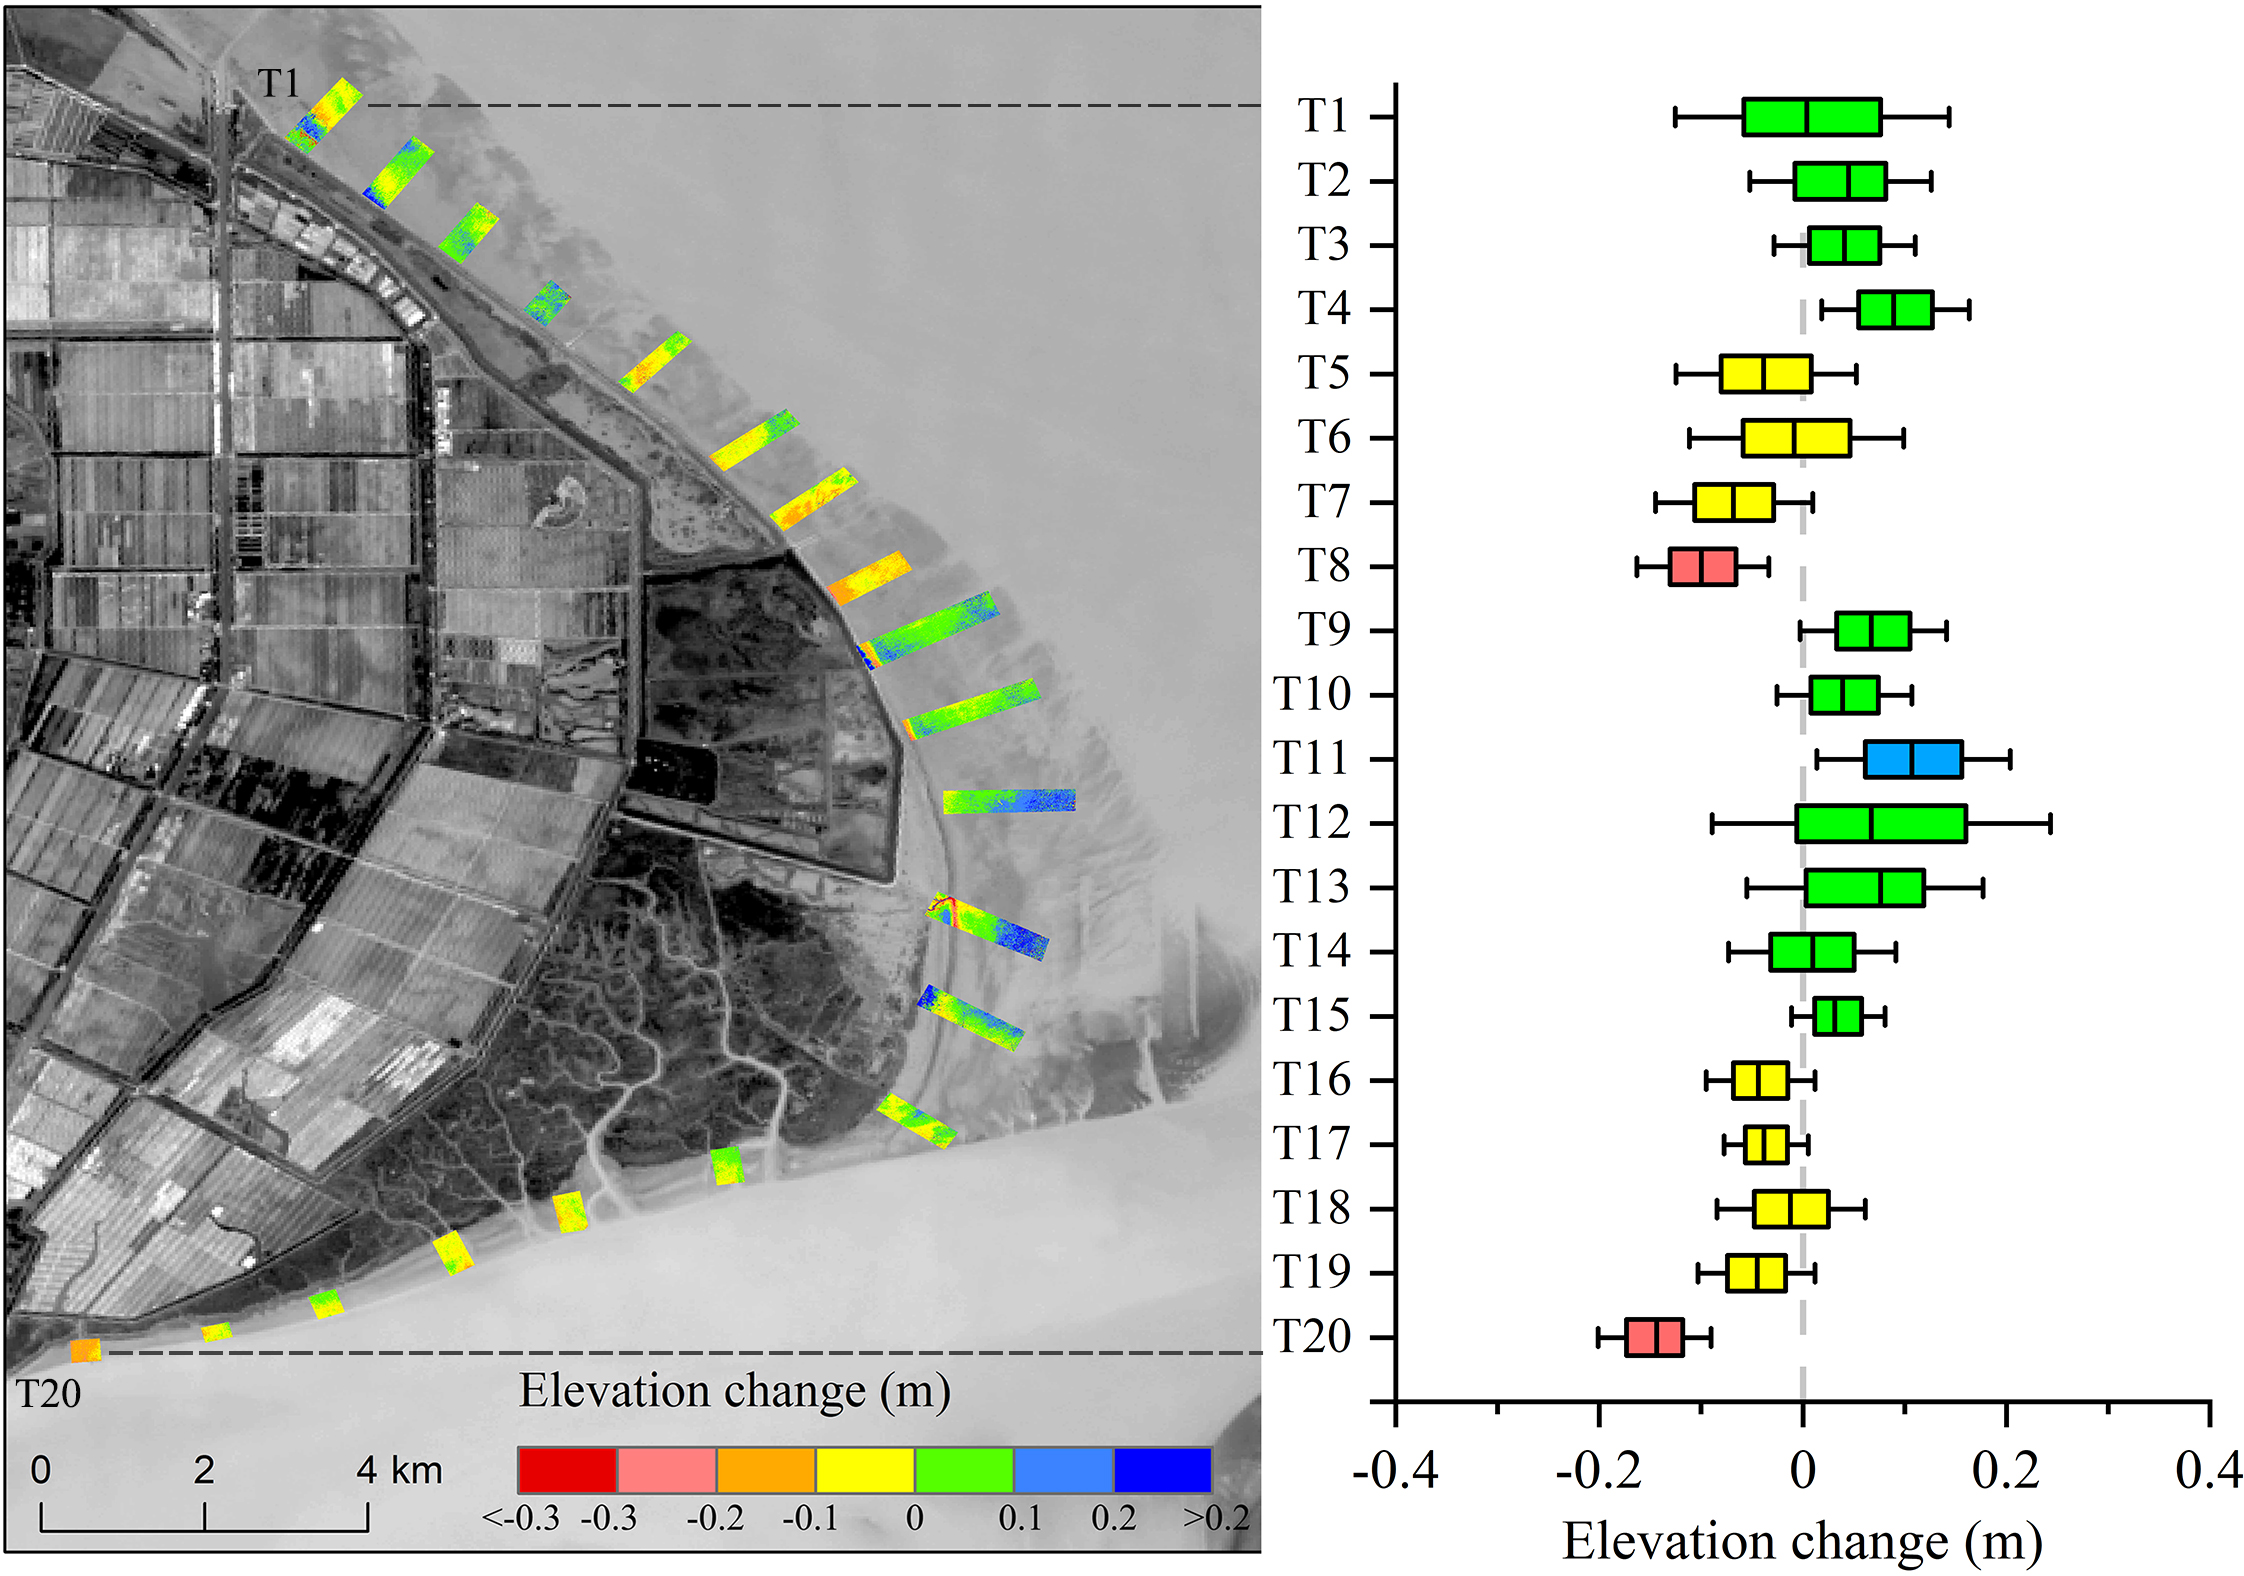 T1
T20
Elevation change (m)
0 2 4 km
<-0.3 -0.3 -0.2 -0.1 0 0.1 0.2 >0.2
T1
T2
T3
T4
T5
T6
T7
T8
T9
T10
T11
T12
T13
T14
T15
T16
T17
T18
T19
T20
-0.4 -0.2 0 0.2 0.4
Elevation change (m)